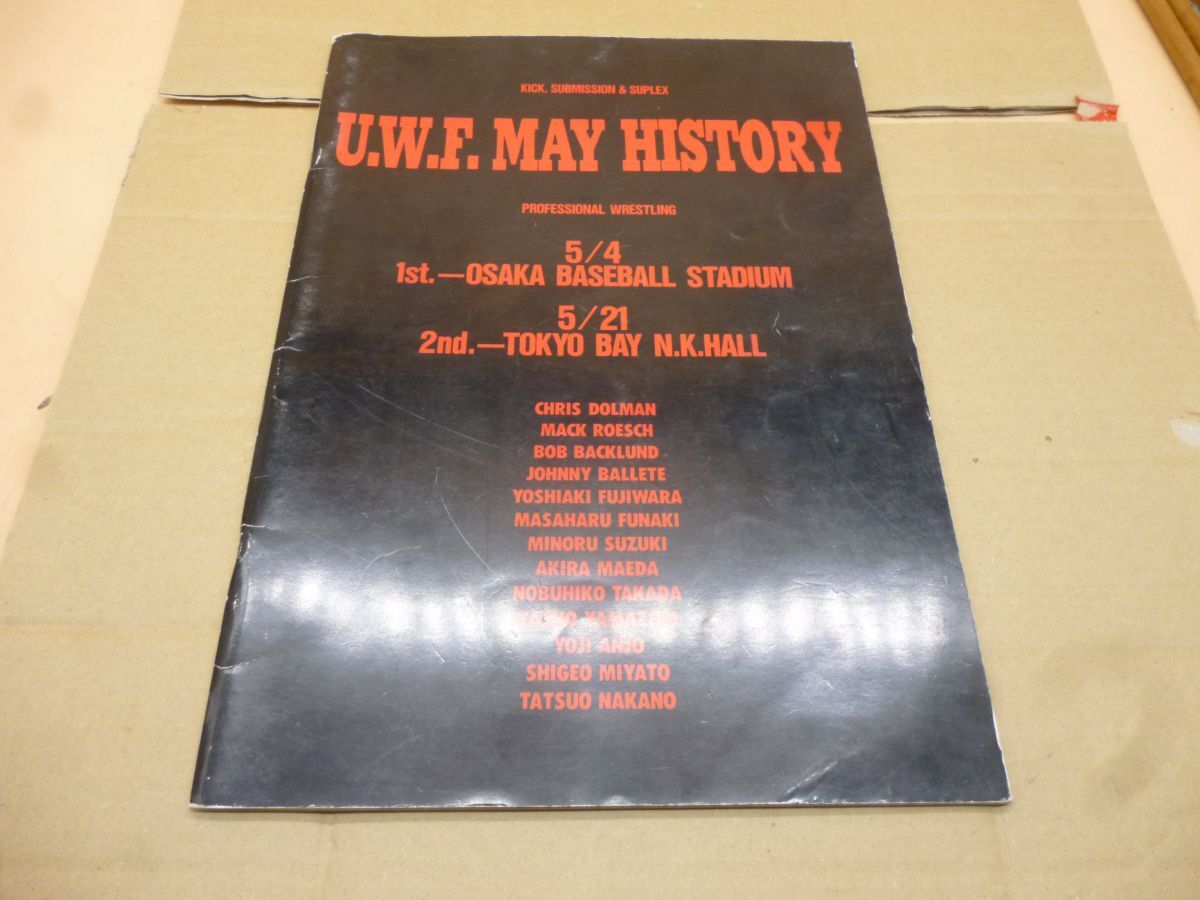 KICK, SUBMISSION & SUPLEX
U.W.F. MAY HISTORY
PROFESSIONAL WRESTLING
5/4
1st.—OSAKA BASEBALL STADIUM
5/21
2nd.—TOKYO BAY N.K.HALL
CHRIS DOLMAN
MACK ROESCH
BOB BACKLUND
JOHNNY BALLETE
YOSHIAKI FUJIWARA
MASAHARU FUNAKI
MINORU SUZUKI
AKIRA MAEDA
NOBUHIKO TAKADA
YOJI ANJO
SHIGEO MIYATO
TATSUO NAKANO